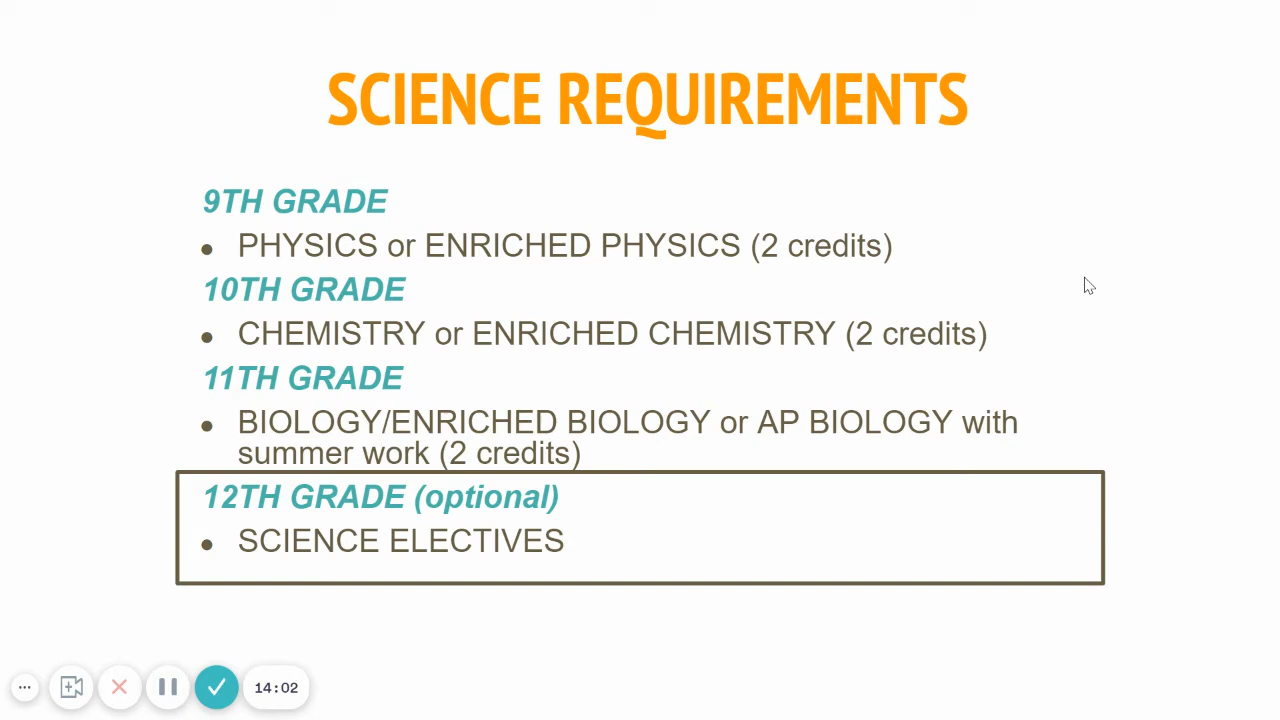 SCIENCE REQUIREMENTS
9TH GRADE
● PHYSICS or ENRICHED PHYSICS (2 credits)
10TH GRADE
● CHEMISTRY or ENRICHED CHEMISTRY (2 credits)
11TH GRADE
● BIOLOGY/ENRICHED BIOLOGY or AP BIOLOGY with
summer work (2 credits)
12TH GRADE (optional)
● SCIENCE ELECTIVES
14:02